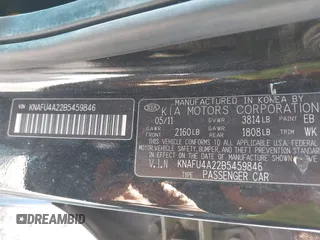 VIN KNAFU4A22B5459846
MANUFACTURED IN KOREA BY
KIA KIA MOTORS CORPORATION
05/11 GVWR 3814 LB PAINT EB
GAWR FRONT 2160 LB GAWR REAR 1808 LB TRIM WK
THIS VEHICLE CONFORMS TO ALL APPLICABLE U.S.A FEDERAL
MOTOR VEHICLE SAFETY, BUMPER, AND THEFT PREVENTION
STANDARDS IN EFFECT ON THE DATE OF MANUFACTURE SHOWN ABOVE
V.I.N KNAFU4A22B5459846
TYPE: PASSENGER CAR
DREAMBID